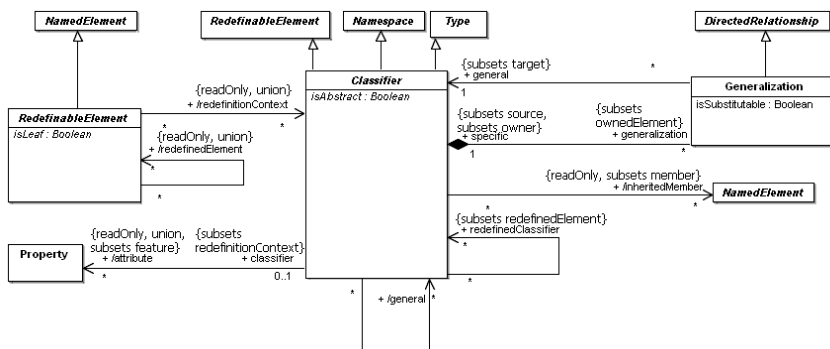 NamedElement
RedefinableElement
Namespace
Type
DirectedRelationship
Classifier
isAbstract : Boolean
{subsets target}
+ general
*
1
Generalization
isSubstitutable : Boolean
{readOnly, union}
+ /redefinitionContext
*
*
RedefinableElement
isLeaf : Boolean
{readOnly, union}
+ /redefinedElement
*
*
{subsets source,
subsets owner}
+ specific
1
{subsets
ownedElement}
+ generalization
*
{readOnly, subsets member}
+ /inheritedMember
*
*
NamedElement
{subsets redefinedElement}
+ redefinedClassifier
*
*
Property
{readOnly, union,
subsets feature}
+ /attribute
*
{subsets
redefinitionContext}
+ classifier
0..1
*
+ /general
*